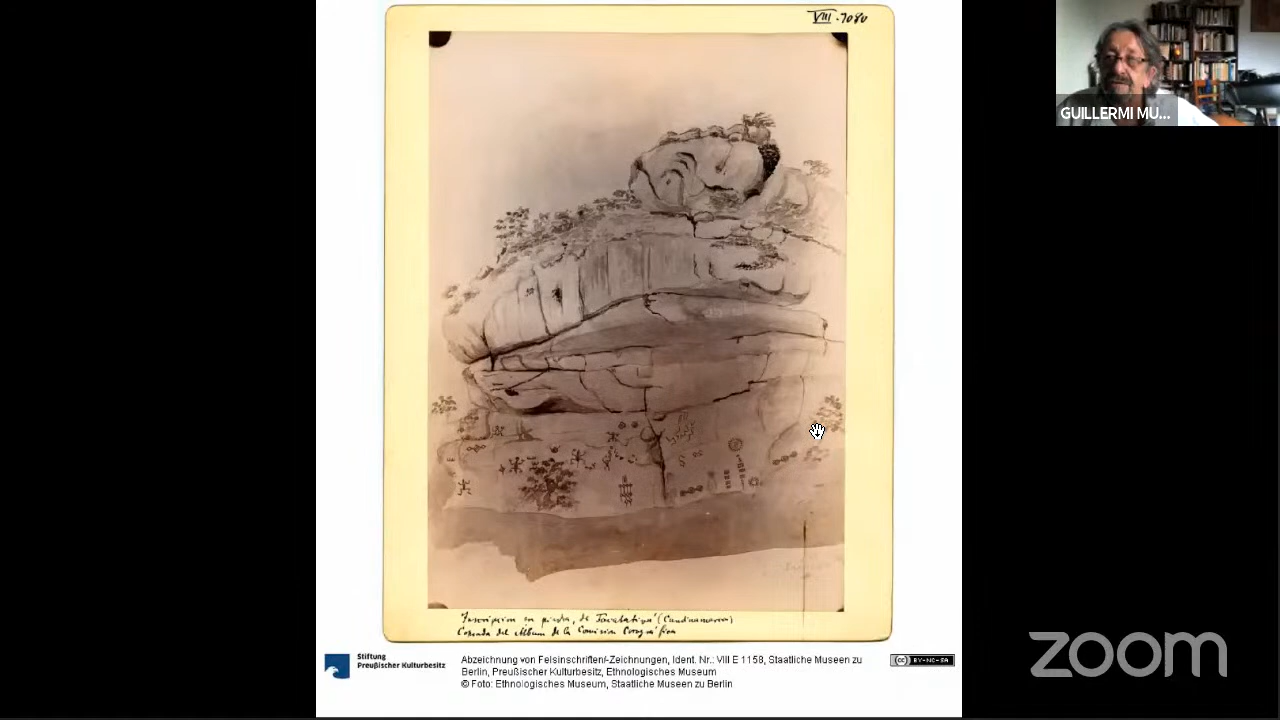 VIII.7080
GUILLERMI MU...
Inscripcion en piedra, de Facatativá (Cundinamarca)
Copiada del Album de la Comision Corografica
Stiftung
Preußischer Kulturbesitz
Abzeichnung von Felsinschriften/-Zeichnungen, Ident. Nr.: VIII E 1158, Staatliche Museen zu
Berlin, Preußischer Kulturbesitz, Ethnologisches Museum
© Foto: Ethnologisches Museum, Staatliche Museen zu Berlin
cc BY-NC-SA
zoom